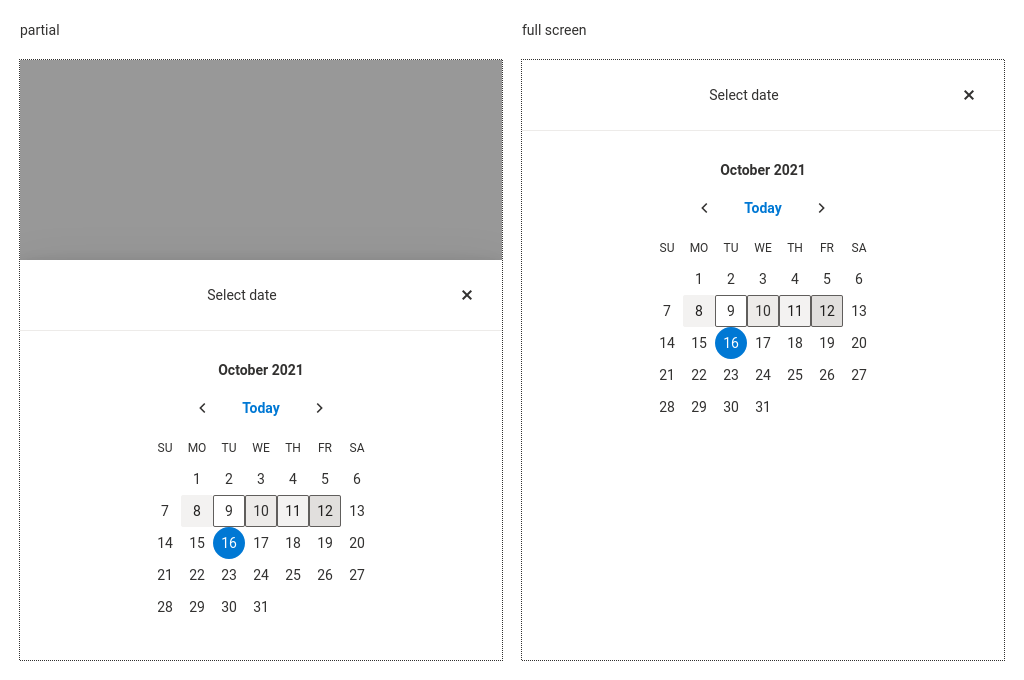 partial
Select date
×
October 2021
Today
SU MO TU WE TH FR SA
1 2 3 4 5 6
7 8 9 10 11 12 13
14 15 16 17 18 19 20
21 22 23 24 25 26 27
28 29 30 31
full screen
Select date
×
October 2021
Today
SU MO TU WE TH FR SA
1 2 3 4 5 6
7 8 9 10 11 12 13
14 15 16 17 18 19 20
21 22 23 24 25 26 27
28 29 30 31